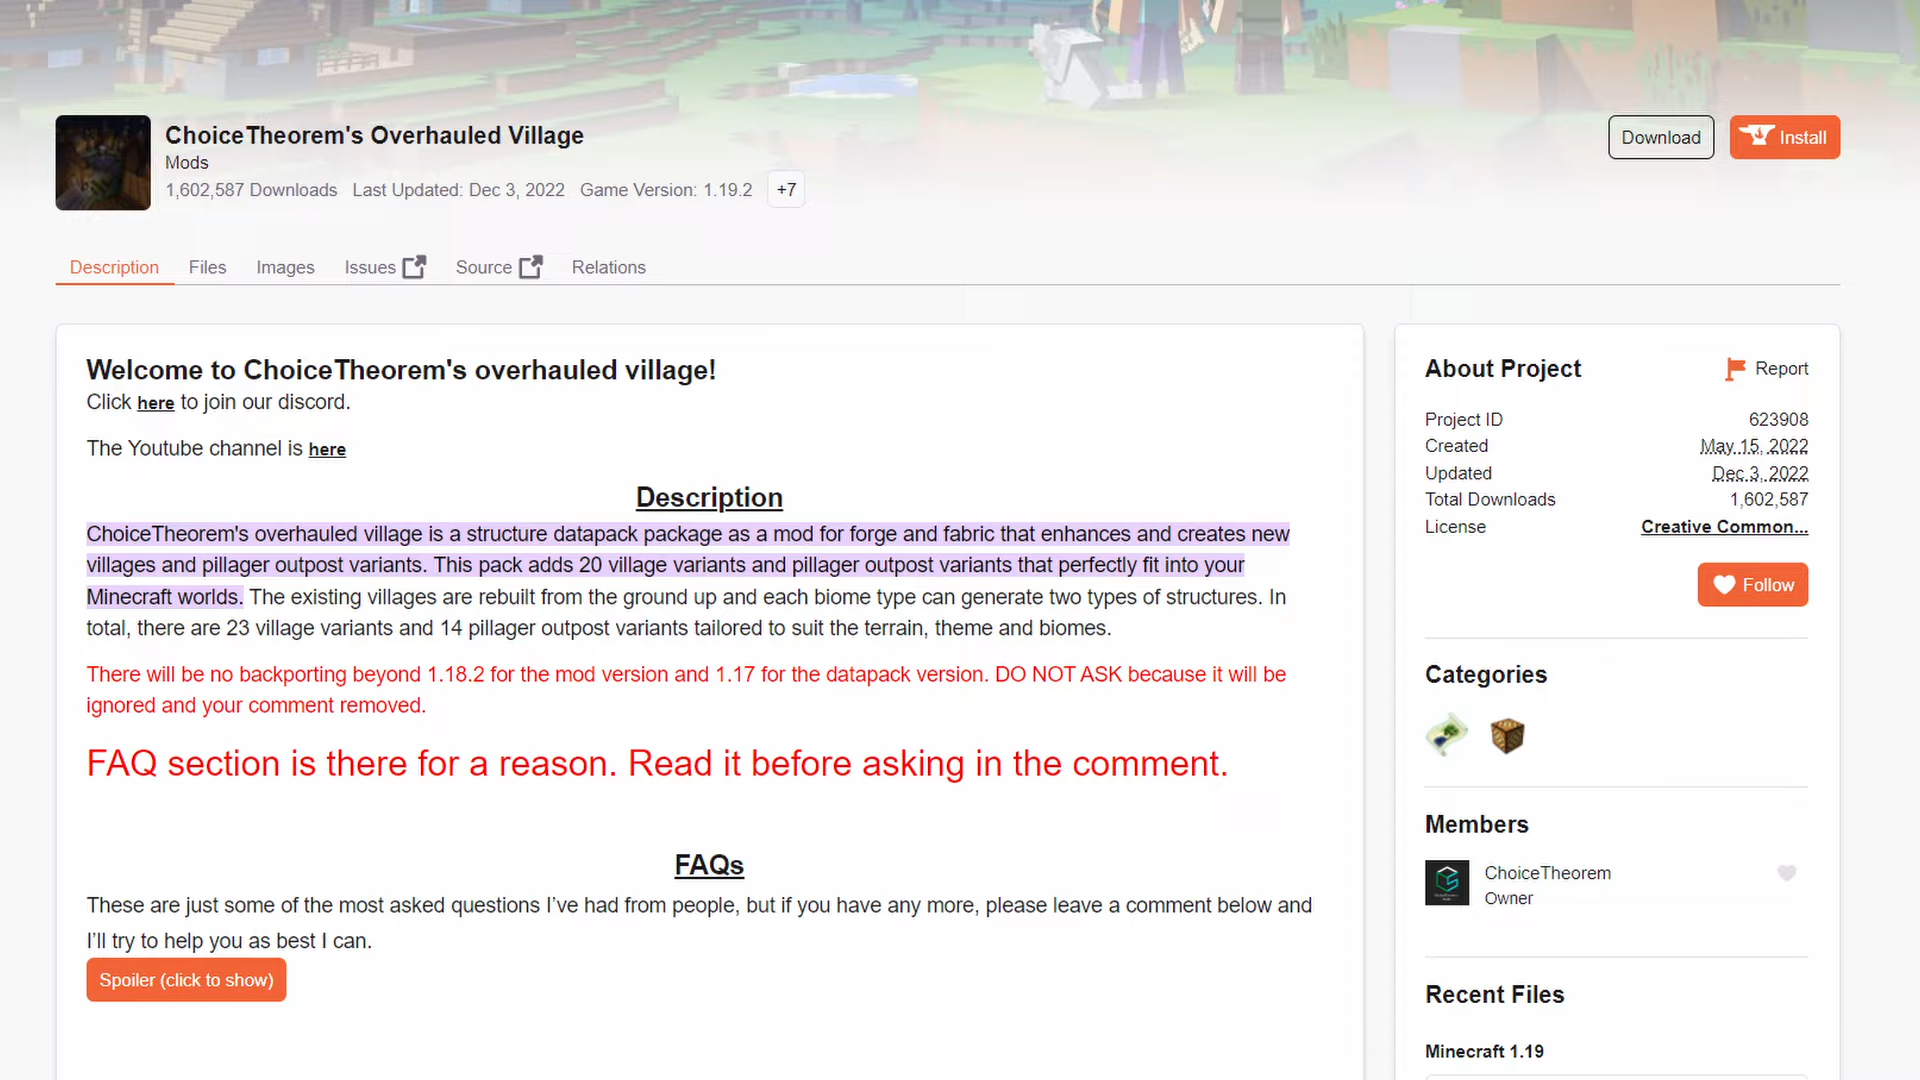 ChoiceTheorem's Overhauled Village
Mods
1,602,587 Downloads Last Updated: Dec 3, 2022 Game Version: 1.19.2 +7
Download
Install
Description Files Images Issues Source Relations
Welcome to ChoiceTheorem's overhauled village!
Click here to join our discord.
The Youtube channel is here
Description
ChoiceTheorem's overhauled village is a structure datapack package as a mod for forge and fabric that enhances and creates new
villages and pillager outpost variants. This pack adds 20 village variants and pillager outpost variants that perfectly fit into your
Minecraft worlds. The existing villages are rebuilt from the ground up and each biome type can generate two types of structures. In
total, there are 23 village variants and 14 pillager outpost variants tailored to suit the terrain, theme and biomes.
There will be no backporting beyond 1.18.2 for the mod version and 1.17 for the datapack version. DO NOT ASK because it will be
ignored and your comment removed.
FAQ section is there for a reason. Read it before asking in the comment.
FAQs
These are just some of the most asked questions I've had from people, but if you have any more, please leave a comment below and
I'll try to help you as best I can.
Spoiler (click to show)
About Project
Report
Project ID 623908
Created May 15, 2022
Updated Dec 3, 2022
Total Downloads 1,602,587
License Creative Common...
Follow
Categories
Members
ChoiceTheorem
Owner
Recent Files
Minecraft 1.19